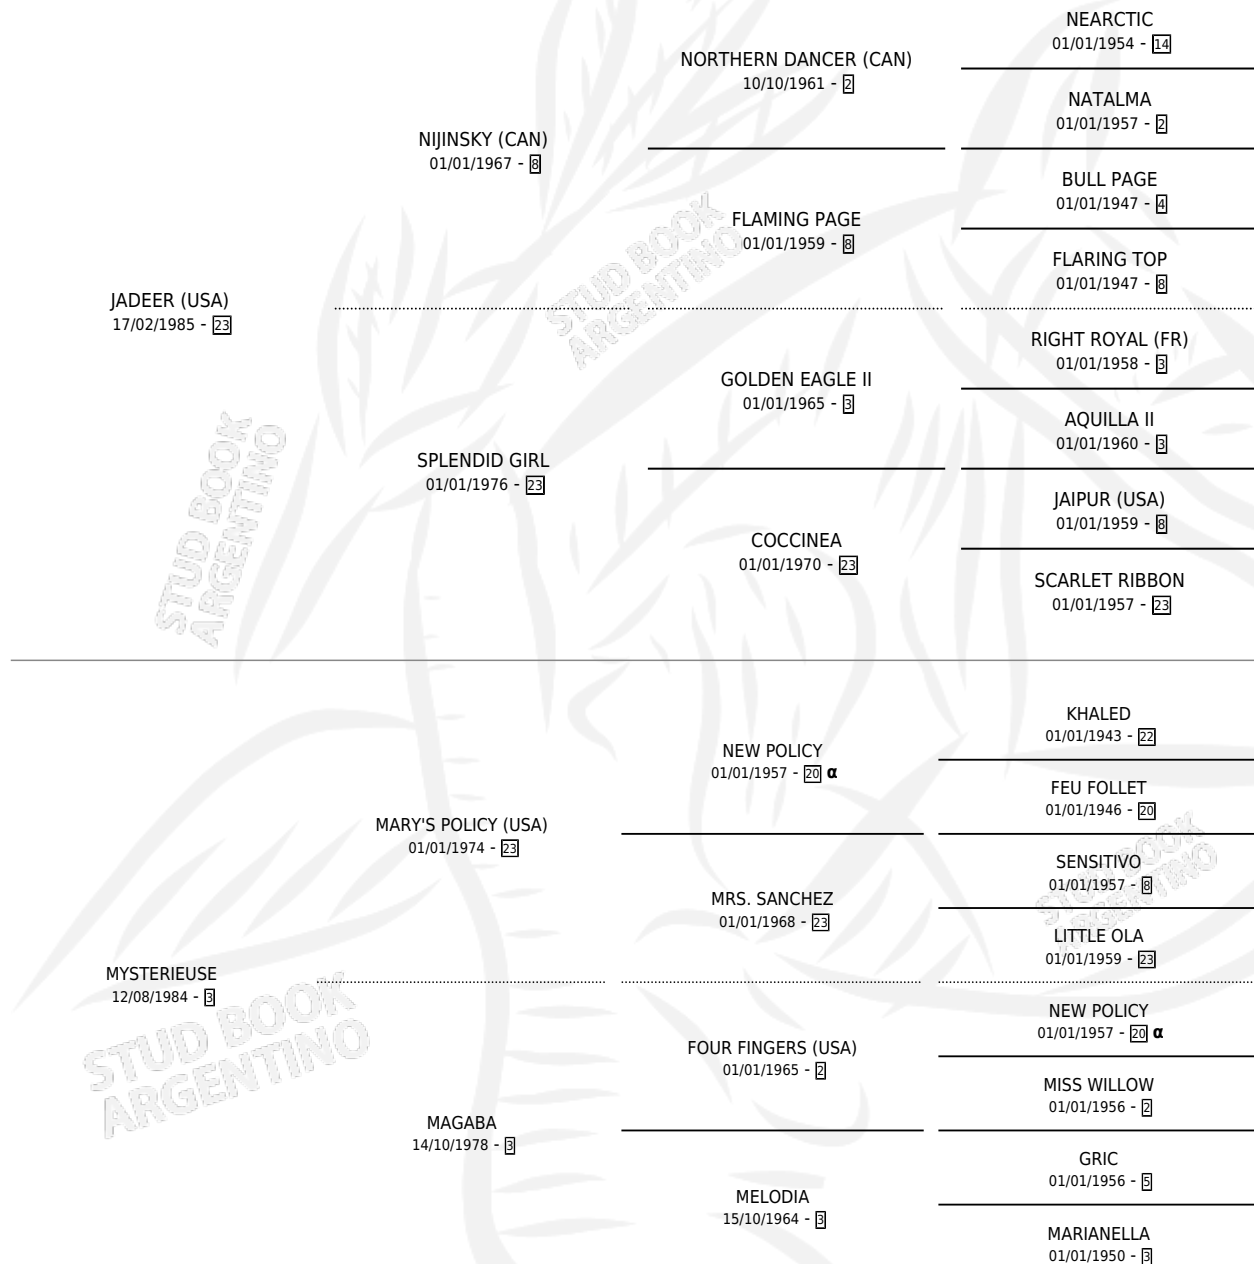 NEARCTIC
01/01/1954 - 14
NORTHERN DANCER (CAN)
10/10/1961 - 2
NATALMA
01/01/1957 - 2
NIJINSKY (CAN)
01/01/1967 - 8
BULL PAGE
01/01/1947 - 4
FLAMING PAGE
01/01/1959 - 8
FLARING TOP
01/01/1947 - 8
JADEER (USA)
17/02/1985 - 23
RIGHT ROYAL (FR)
01/01/1958 - 3
GOLDEN EAGLE II
01/01/1965 - 3
AQUILLA II
01/01/1960 - 3
SPLENDID GIRL
01/01/1976 - 23
JAIPUR (USA)
01/01/1959 - 8
COCCINEA
01/01/1970 - 23
SCARLET RIBBON
01/01/1957 - 23
KHALED
01/01/1943 - 22
NEW POLICY
01/01/1957 - 20 α
FEU FOLLET
01/01/1946 - 20
MARY'S POLICY (USA)
01/01/1974 - 23
SENSITIVO
01/01/1957 - 8
MRS. SANCHEZ
01/01/1968 - 23
LITTLE OLA
01/01/1959 - 23
MYSTERIEUSE
12/08/1984 - 3
NEW POLICY
01/01/1957 - 20 α
FOUR FINGERS (USA)
01/01/1965 - 2
MISS WILLOW
01/01/1956 - 2
MAGABA
14/10/1978 - 3
GRIC
01/01/1956 - 5
MELODIA
15/10/1964 - 3
MARIANELLA
01/01/1950 - 3
STUD BOOK
ARGENTINO
STUD BOOK
ARGENTINO
STUD BOOK
ARGENTINO
STUD BOOK
ARGENTINO